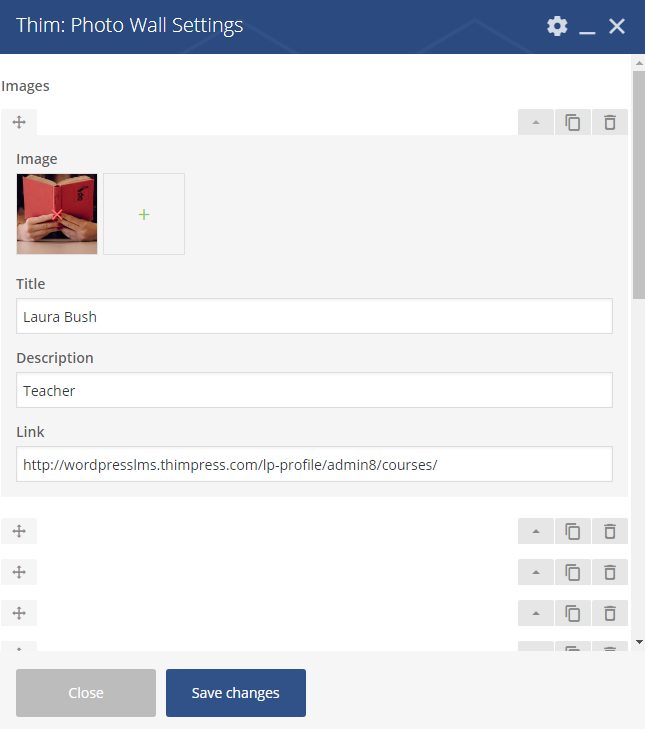 Thim: Photo Wall Settings
Images
Image
Title
Laura Bush
Description
Teacher
Link
http://wordpresslms.thimpress.com/lp-profile/admin8/courses/
Close
Save changes